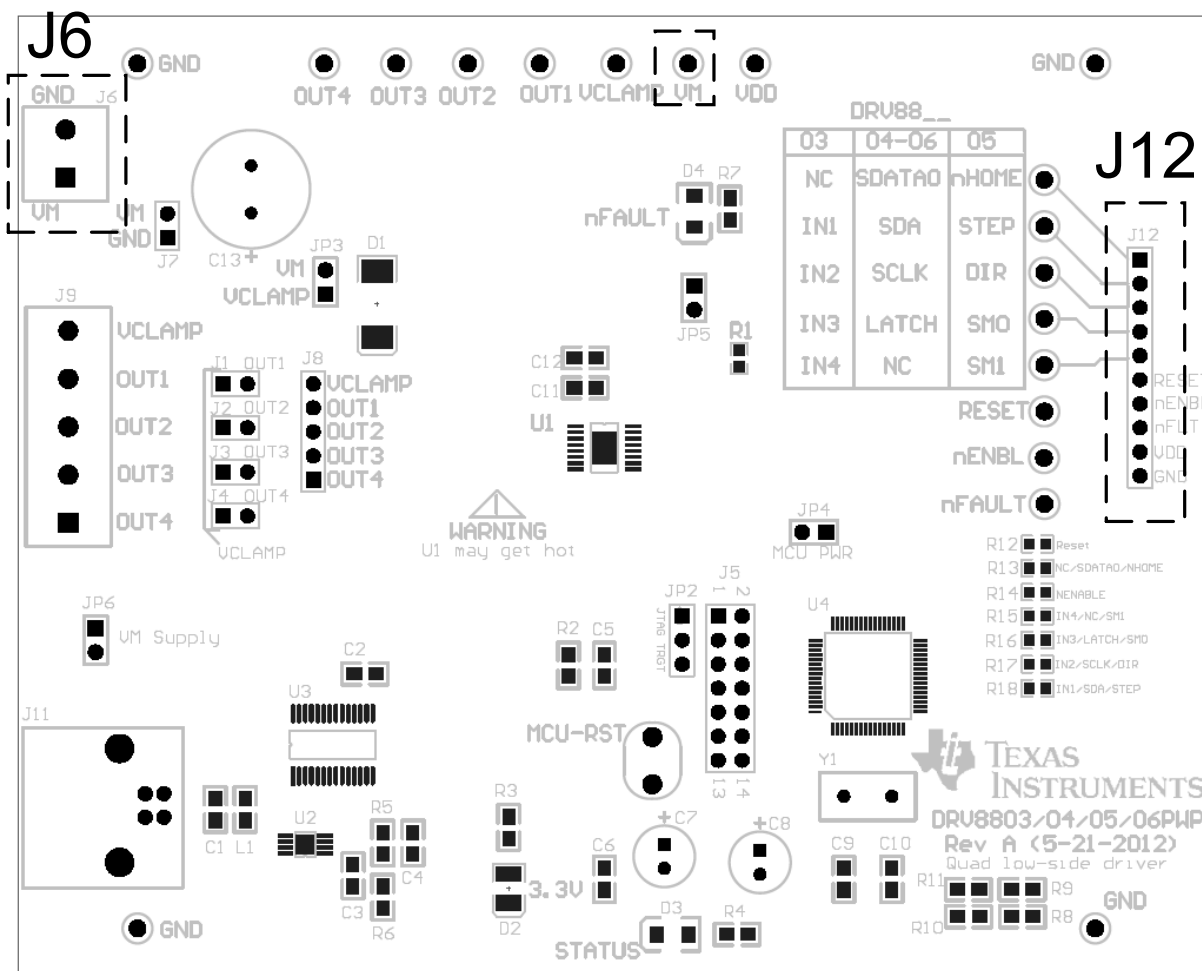 J6
GND
J6
VM
GND
OUT4 OUT3 OUT2 OUT1 VCLAMP VM VDD
GND
DRV88__
03 04-06 05
NC SDATAO nHOME
IN1 SDA STEP
IN2 SCLK DIR
IN3 LATCH SM0
IN4 NC SM1
J12
J12
RESET
nENBL
nFLT
VDD
GND
D4 R7
nFAULT
JP5
R1
VM
GND
J7
C13 +
JP3
VM
VCLAMP
D1
+
J9
VCLAMP
OUT1
OUT2
OUT3
OUT4
J1 OUT1
J2 OUT2
J3 OUT3
J4 OUT4
VCLAMP
J8
VCLAMP
OUT1
OUT2
OUT3
OUT4
C12
C11
U1
WARNING
U1 may get hot
RESET
nENBL
nFAULT
JP4
MCU PWR
R12 Reset
R13 NC/SDATAO/NHOME
R14 NENABLE
R15 IN4/NC/SM1
R16 IN3/LATCH/SM0
R17 IN2/SCLK/DIR
R18 IN1/SDA/STEP
JP6
VM Supply
C2
U3
R2 C5
JP2
JTAG TRGT
J5
1 2
13 14
U4
MCU-RST
J11
C1 L1
U2
R5
C4
C3
R6
R3
+
D2
3.3V
C6
+C7
+C8
D3
STATUS
R4
Y1
C9 C10
TEXAS
INSTRUMENTS
DRV8803/04/05/06PWP
Rev A (5-21-2012)
Quad low-side driver
R11 R9
R10 R8
GND
GND